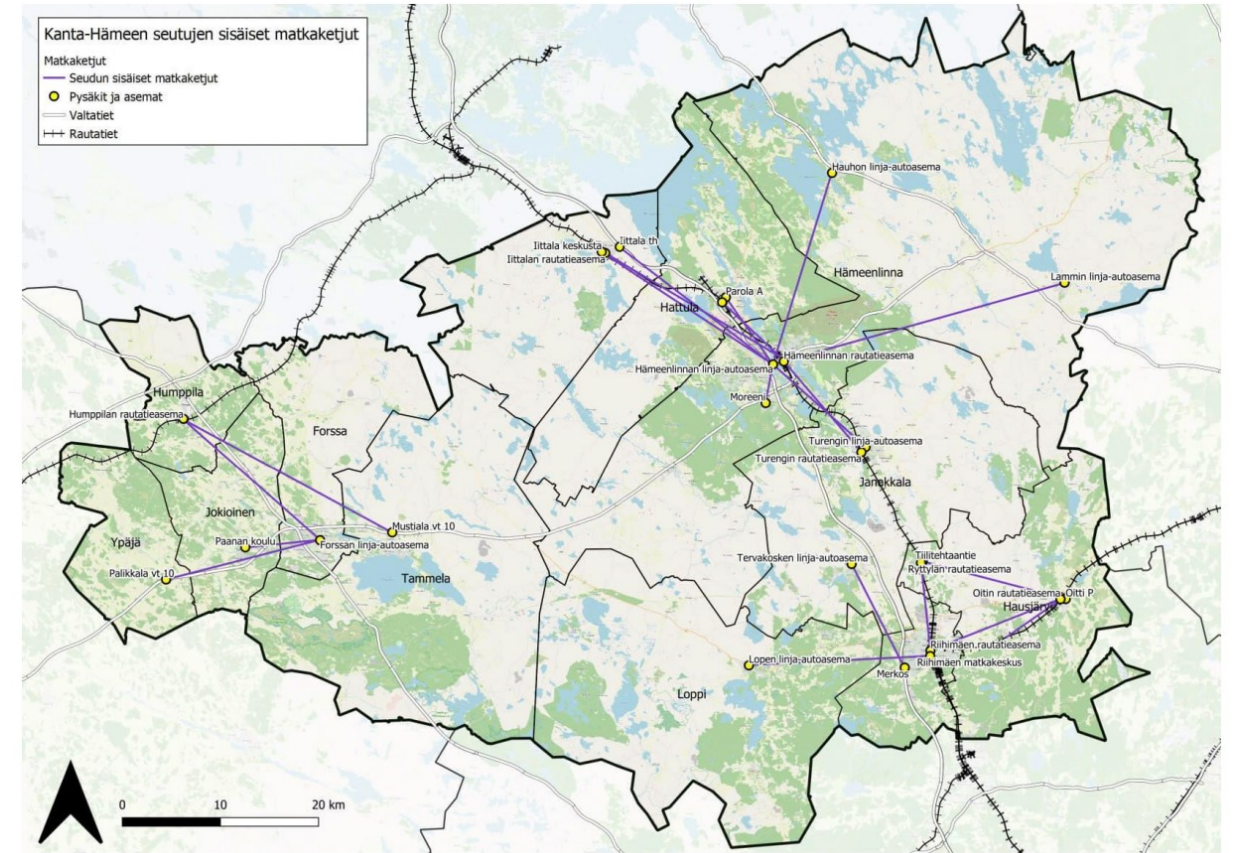 Kanta-Hämeen seutujen sisäiset matkaketjut
Matkaketjut
Seudun sisäiset matkaketjut
Pysäkit ja asemat
Valtatiet
Rautatiet
Hauhon linja-autoasema
Iittala keskusta
Iittala th
Iittalan rautatieasema
Hämeenlinna
Lammin linja-autoasema
Parola A
Hattula
Hämeenlinnan rautatieasema
Hämeenlinnan linja-autoasema
Humppila
Moreeni
Humppilan rautatieasema
Forssa
Turengin linja-autoasema
Turengin rautatieasema
Janakkala
Jokioinen
Mustiala vt 10
Ypäjä
Paanan koulu
Forssan linja-autoasema
Palikkala vt 10
Tammela
Tervakosken linja-autoasema
Tiilitehtaantie
Ryttylän rautatieasema
Oitin rautatieasema
Oitti P
Hausjärvi
Riihimäen rautatieasema
Lopen linja-autoasema
Riihimäen matkakeskus
Merkos
Loppi
0 10 20 km